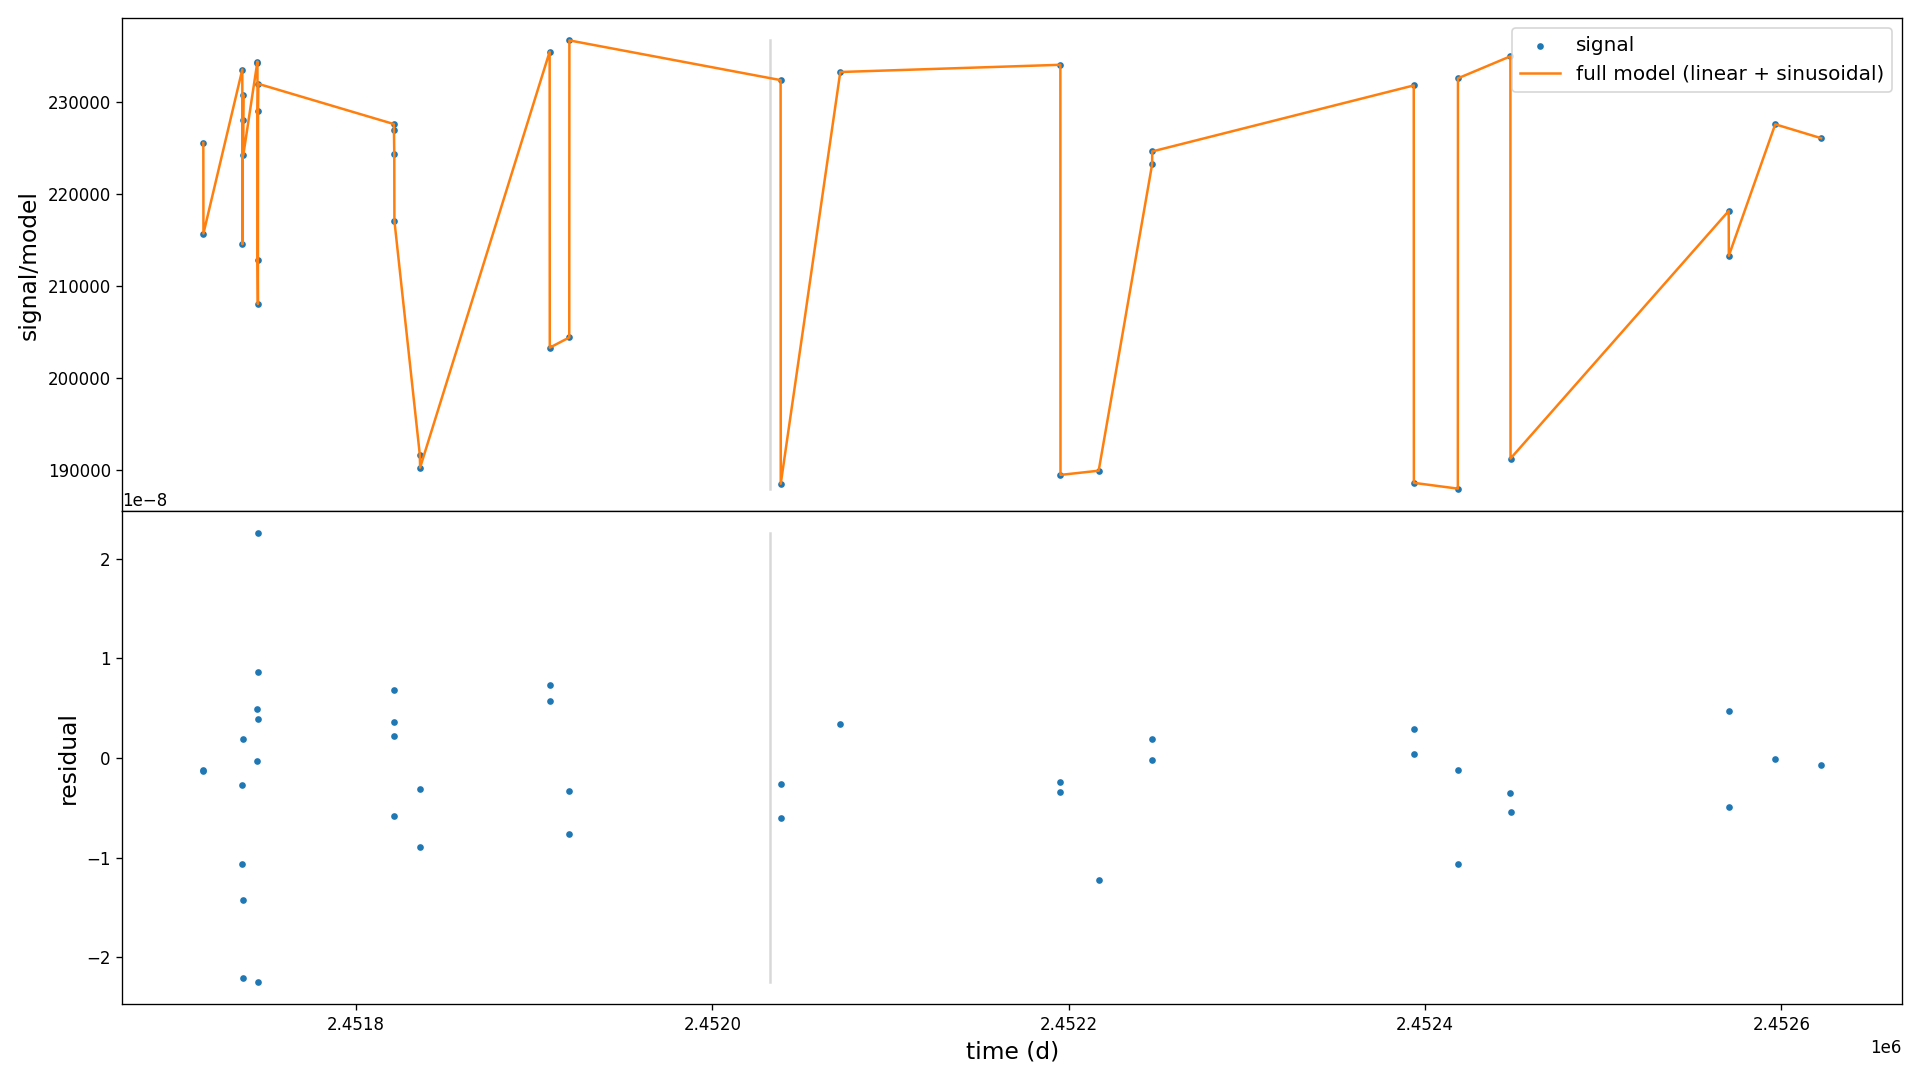 signal
full model (linear + sinusoidal)
signal/model
230000
220000
210000
200000
190000
1e−8
residual
2
1
0
−1
−2
2.4518
2.4520
2.4522
2.4524
2.4526
time (d)
1e6